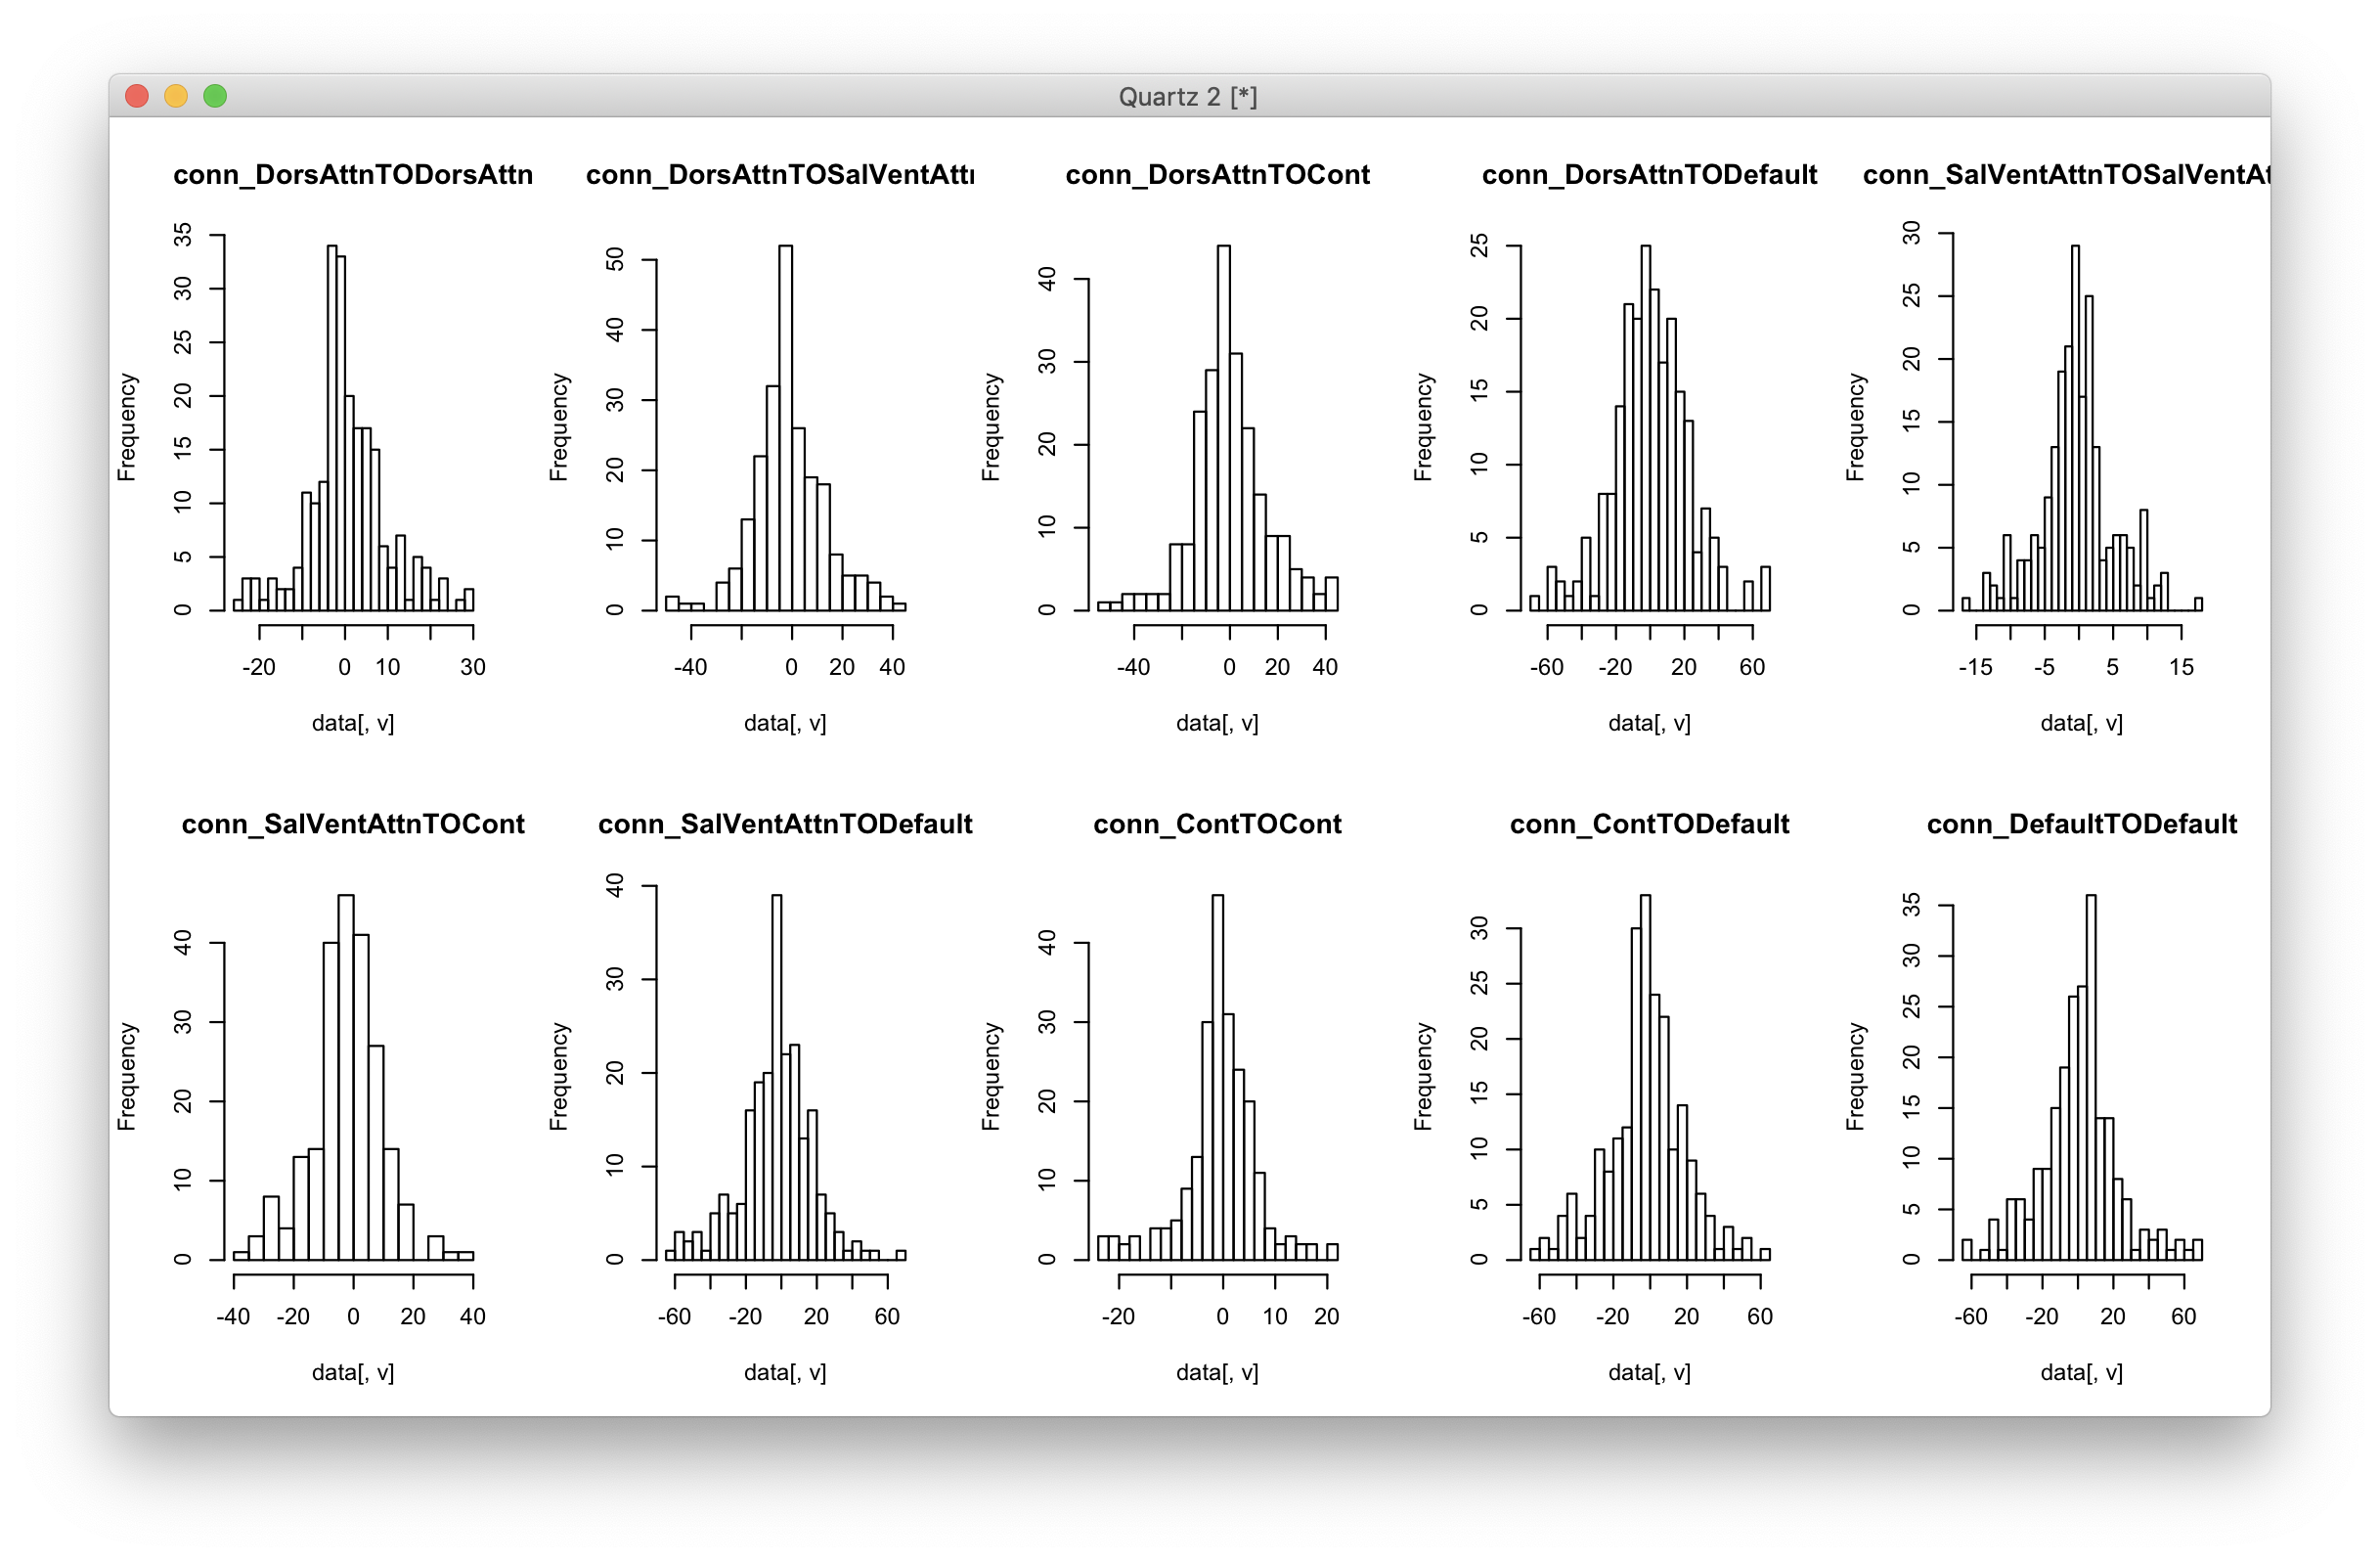 Quartz 2 [*]
conn_DorsAttnTODorsAttn
Frequency
0 5 10 15 20 25 30 35
-20 0 10 30
data[, v]
conn_DorsAttnTOSalVentAttn
Frequency
0 10 20 30 40 50
-40 0 20 40
data[, v]
conn_DorsAttnTOCont
Frequency
0 10 20 30 40
-40 0 20 40
data[, v]
conn_DorsAttnTODefault
Frequency
0 5 10 15 20 25
-60 -20 20 60
data[, v]
conn_SalVentAttnTOSalVentAt
Frequency
0 5 10 15 20 25 30
-15 -5 5 15
data[, v]
conn_SalVentAttnTOCont
Frequency
0 10 20 30 40
-40 -20 0 20 40
data[, v]
conn_SalVentAttnTODefault
Frequency
0 10 20 30 40
-60 -20 20 60
data[, v]
conn_ContTOCont
Frequency
0 10 20 30 40
-20 0 10 20
data[, v]
conn_ContTODefault
Frequency
0 5 10 15 20 25 30
-60 -20 20 60
data[, v]
conn_DefaultTODefault
Frequency
0 5 10 15 20 25 30 35
-60 -20 20 60
data[, v]